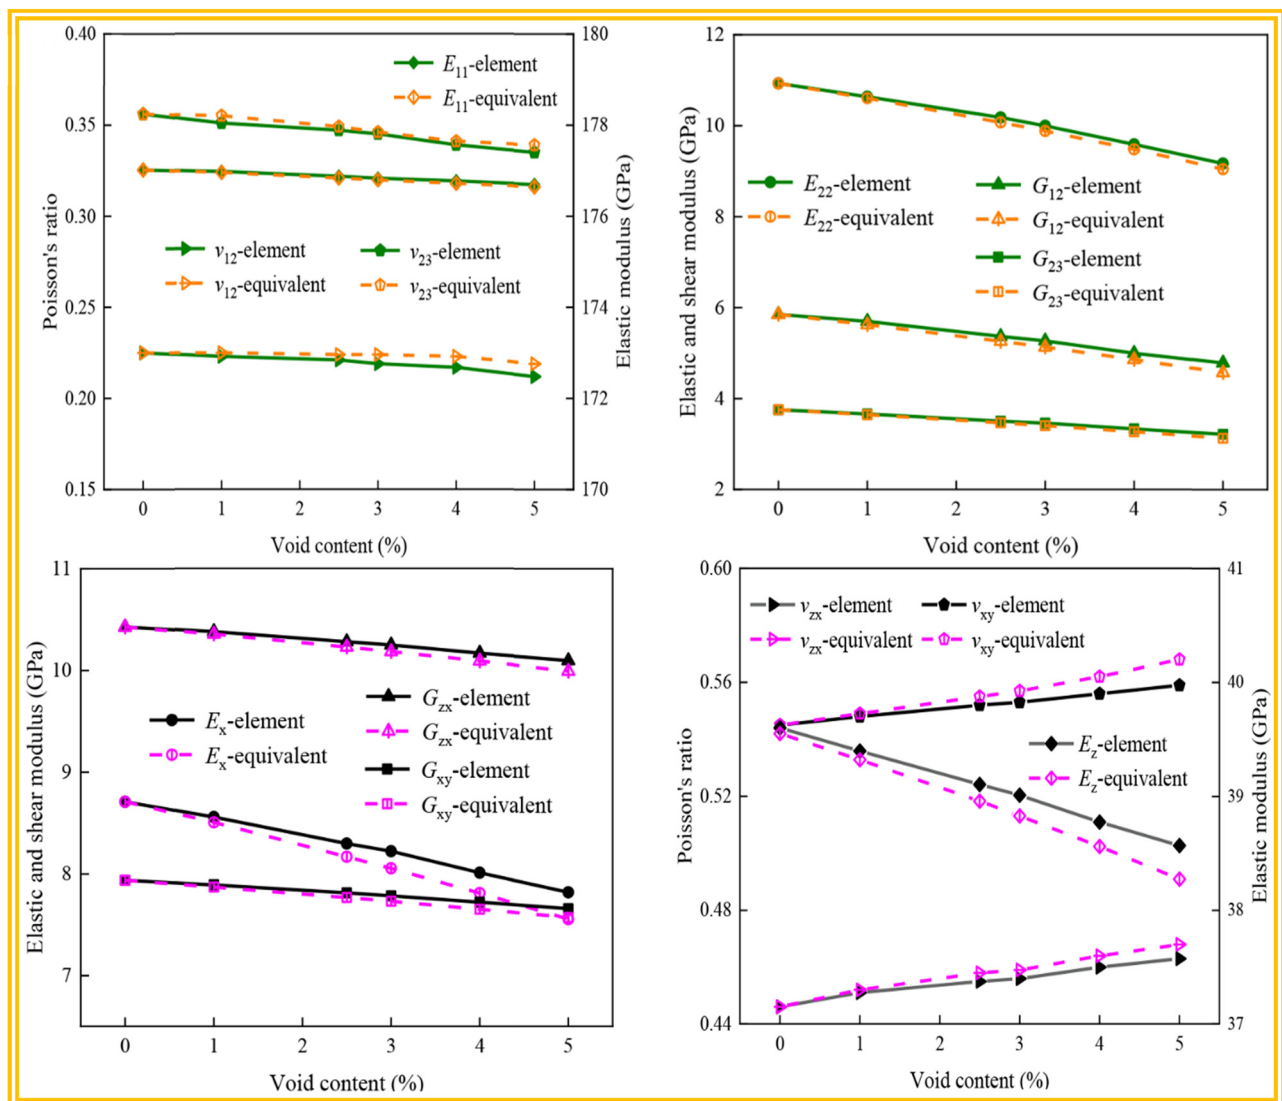 0.40
0.35
0.30
0.25
0.20
0.15
Poisson's ratio
180
178
176
174
172
170
Elastic modulus (GPa)
E11-element
E11-equivalent
v12-element
v12-equivalent
v23-element
v23-equivalent
0 1 2 3 4 5
Void content (%)
12
10
8
6
4
2
Elastic and shear modulus (GPa)
E22-element
E22-equivalent
G12-element
G12-equivalent
G23-element
G23-equivalent
0 1 2 3 4 5
Void content (%)
11
10
9
8
7
Elastic and shear modulus (GPa)
Ex-element
Ex-equivalent
Gzx-element
Gzx-equivalent
Gxy-element
Gxy-equivalent
0 1 2 3 4 5
Void content (%)
0.60
0.56
0.52
0.48
0.44
Poisson's ratio
41
40
39
38
37
Elastic modulus (GPa)
vzx-element
vzx-equivalent
vxy-element
vxy-equivalent
Ez-element
Ez-equivalent
0 1 2 3 4 5
Void content (%)